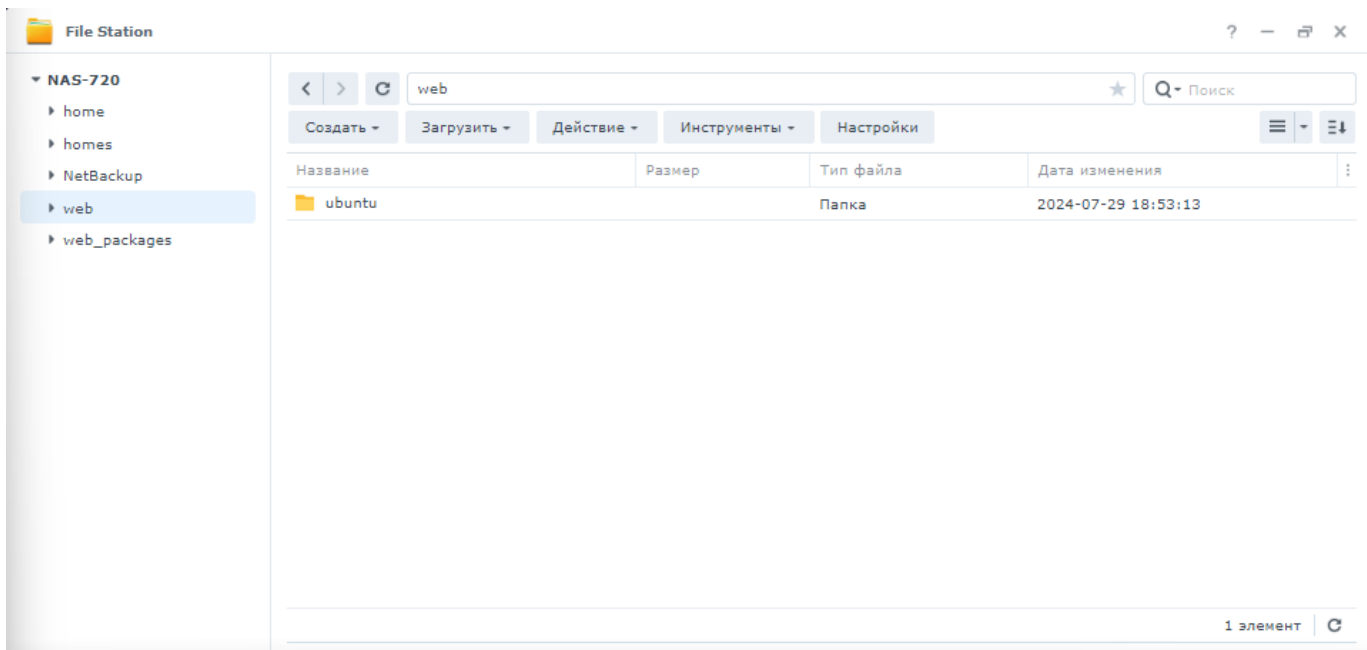 File Station
NAS-720
home
homes
NetBackup
web
web_packages
web
Поиск
Создать Загрузить Действие Инструменты Настройки
Название Размер Тип файла Дата изменения
ubuntu Папка 2024-07-29 18:53:13
1 элемент